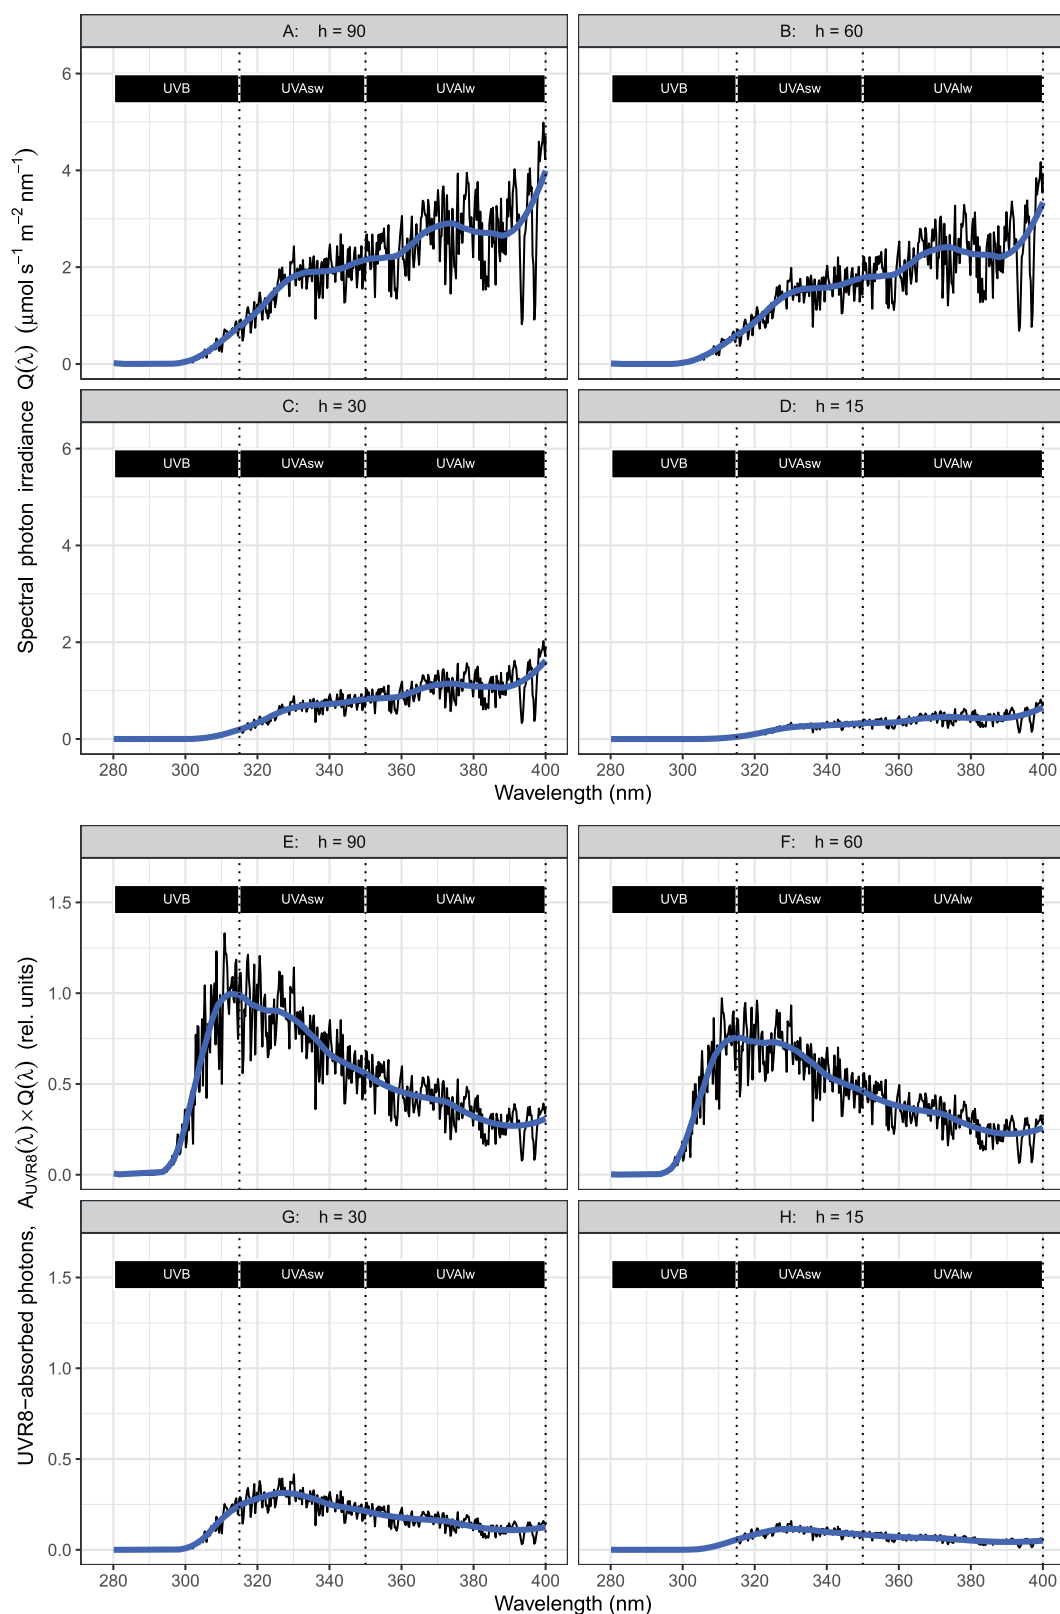 A: h = 90
B: h = 60
6
UVB UVAsw UVAlw
UVB UVAsw UVAlw
4
2
0
Spectral photon irradiance Q(λ) (μmol s⁻¹ m⁻² nm⁻¹)
C: h = 30
D: h = 15
6
UVB UVAsw UVAlw
UVB UVAsw UVAlw
4
2
0
280 300 320 340 360 380 400
280 300 320 340 360 380 400
Wavelength (nm)
E: h = 90
F: h = 60
1.5
UVB UVAsw UVAlw
UVB UVAsw UVAlw
1.0
0.5
0.0
UVR8−absorbed photons, A_UVR8(λ) × Q(λ) (rel. units)
G: h = 30
H: h = 15
1.5
UVB UVAsw UVAlw
UVB UVAsw UVAlw
1.0
0.5
0.0
280 300 320 340 360 380 400
280 300 320 340 360 380 400
Wavelength (nm)